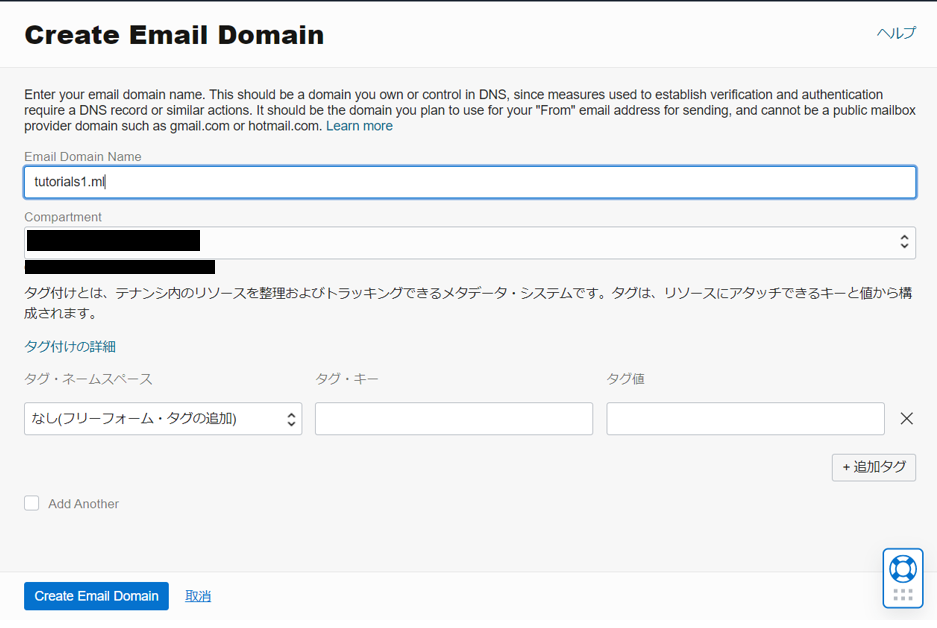 Create Email Domain
ヘルプ
Enter your email domain name. This should be a domain you own or control in DNS, since measures used to establish verification and authentication
require a DNS record or similar actions. It should be the domain you plan to use for your "From" email address for sending, and cannot be a public mailbox
provider domain such as gmail.com or hotmail.com. Learn more
Email Domain Name
tutorials1.ml
Compartment
タグ付けとは、テナンシ内のリソースを整理およびトラッキングできるメタデータ・システムです。タグは、リソースにアタッチできるキーと値から構
成されます。
タグ付けの詳細
タグ・ネームスペース
タグ・キー
タグ値
なし(フリーフォーム・タグの追加)
+ 追加タグ
Add Another
Create Email Domain
取消